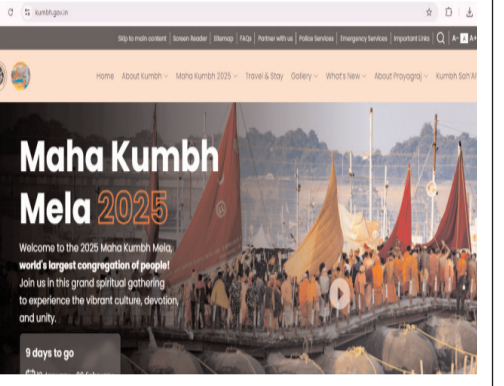 kumbh.gov.in
Skip to main content | Screen Reader | Sitemap | FAQs | Partner with us | Police Services | Emergency Services | Important Links | A- A A+
Home About Kumbh Maha Kumbh 2025 Travel & Stay Gallery What's New About Prayagraj Kumbh Sah'AI
Maha Kumbh
Mela 2025
Welcome to the 2025 Maha Kumbh Mela,
world's largest congregation of people!
Join us in this grand spiritual gathering
to experience the vibrant culture, devotion,
and unity.
9 days to go